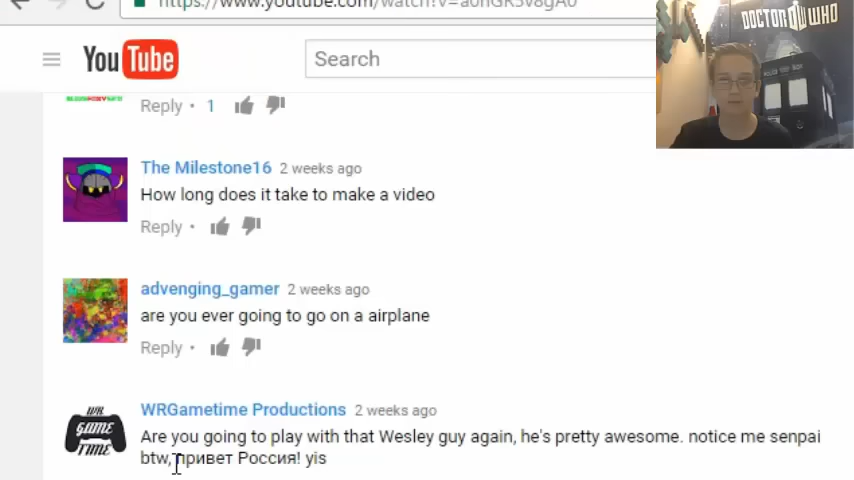 https://www.youtube.com/watch?v=a0hGR5v8gA0
YouTube
Search
DOCTOR WHO
Reply • 1
The Milestone16 2 weeks ago
How long does it take to make a video
Reply •
advenging_gamer 2 weeks ago
are you ever going to go on a airplane
Reply •
WR GAME TIME
WRGametime Productions 2 weeks ago
Are you going to play with that Wesley guy again, he's pretty awesome. notice me senpai
btw, привет Россия! yis